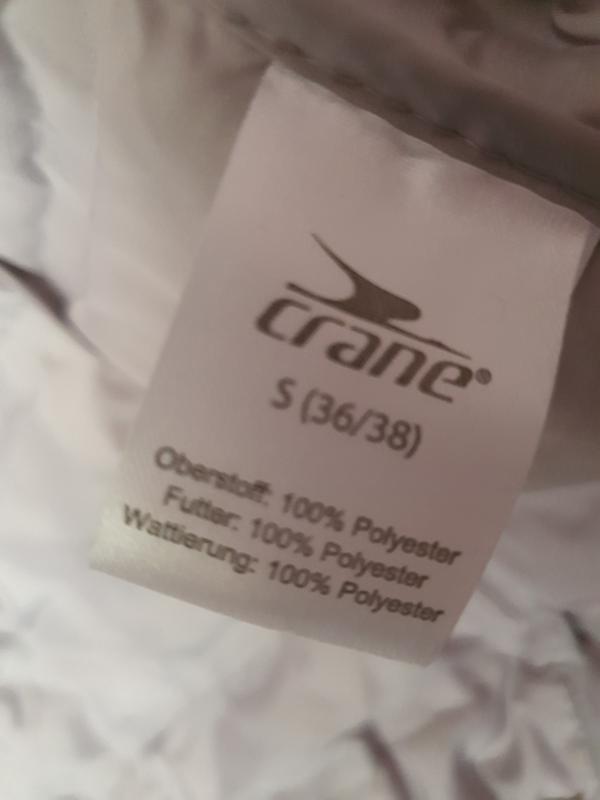 crane®
S (36/38)
Oberstoff: 100% Polyester
Futter: 100% Polyester
Wattierung: 100% Polyester